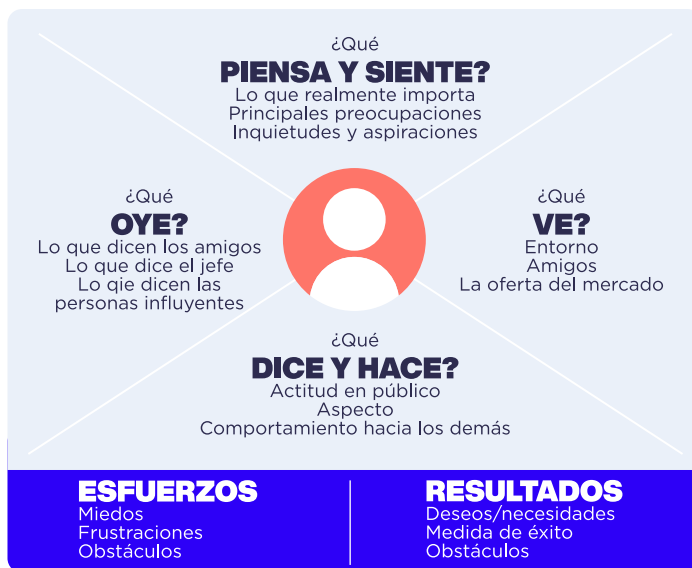 ¿Qué
PIENSA Y SIENTE?
Lo que realmente importa
Principales preocupaciones
Inquietudes y aspiraciones
¿Qué
OYE?
Lo que dicen los amigos
Lo que dice el jefe
Lo qie dicen las
personas influyentes
¿Qué
VE?
Entorno
Amigos
La oferta del mercado
¿Qué
DICE Y HACE?
Actitud en público
Aspecto
Comportamiento hacia los demás
ESFUERZOS
Miedos
Frustraciones
Obstáculos
RESULTADOS
Deseos/necesidades
Medida de éxito
Obstáculos